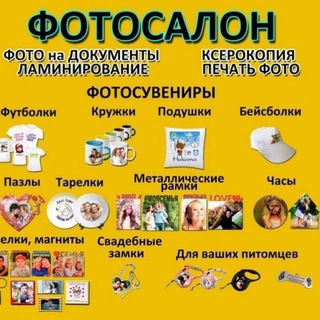 ФОТОСАЛОН
ФОТО на ДОКУМЕНТЫ КСЕРОКОПИЯ
ЛАМИНИРОВАНИЕ ПЕЧАТЬ ФОТО
ФОТОСУВЕНИРЫ
Футболки Кружки Подушки Бейсболки
Пазлы Тарелки Металлические рамки Часы
елки, магниты Свадебные замки Для ваших питомцев